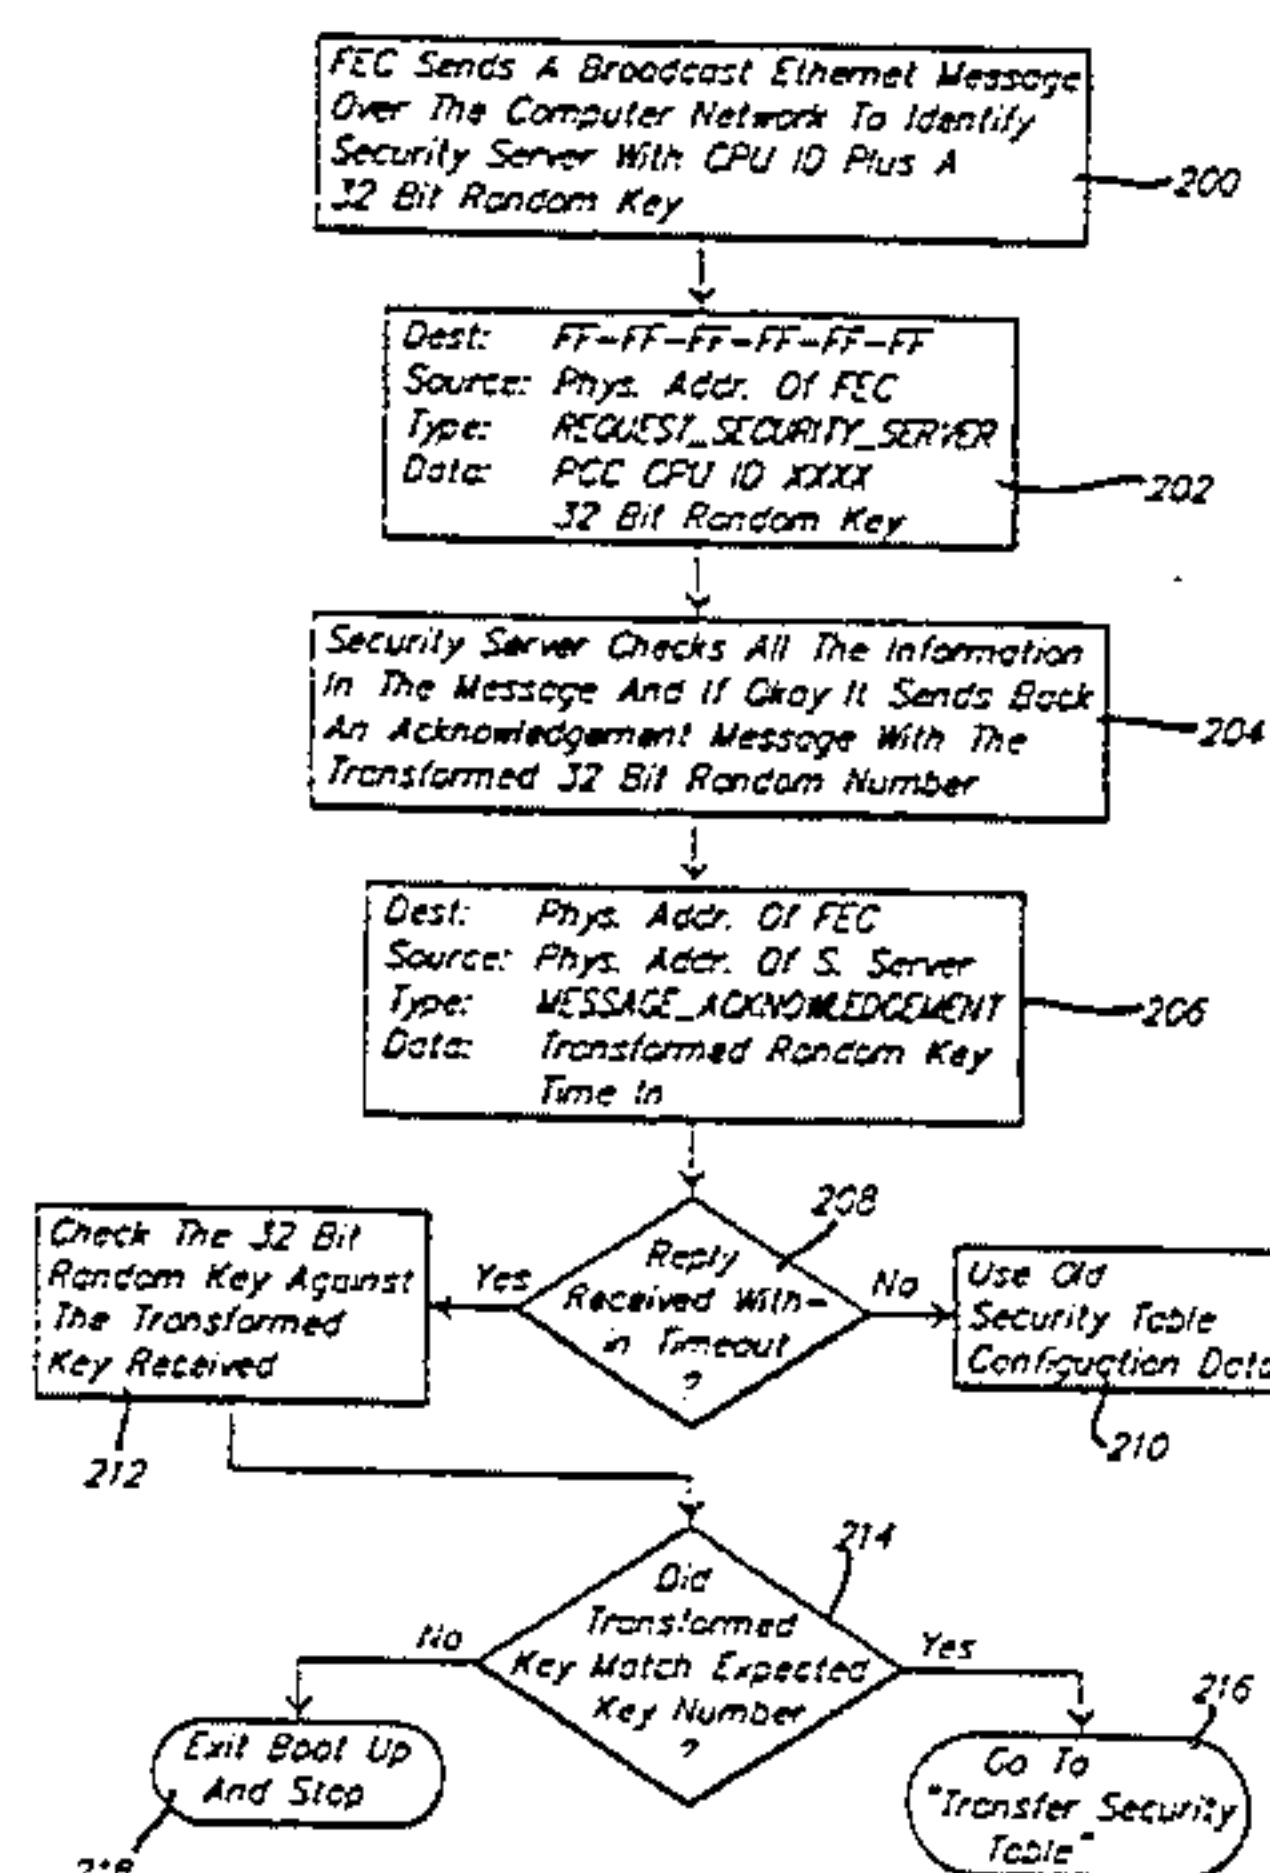 FEC Sends A Broadcast Ethernet Message
Over The Computer Network To Identify
Security Server With CPU ID Plus A
32 Bit Random Key
200
Dest: FF-FF-FF-FF-FF-FF
Source: Phys. Addr. Of FEC
Type: REQUEST_SECURITY_SERVER
Data: PCC CPU ID XXXX
32 Bit Random Key
202
Security Server Checks All The Information
In The Message And If Okay It Sends Back
An Acknowledgement Message With The
Transformed 32 Bit Random Number
204
Dest: Phys. Addr. Of FEC
Source: Phys. Addr. Of S. Server
Type: MESSAGE_ACKNOWLEDGEMENT
Data: Transformed Random Key
Time In
206
208
Reply
Received With-
in Timeout
?
Yes
No
Check The 32 Bit
Random Key Against
The Transformed
Key Received
212
Use Old
Security Table
Configuation Data
210
214
Did
Transformed
Key Match Expected
Key Number
?
No
Yes
Exit Boot Up
And Stop
218
216
Go To
"Transfer Security
Table"